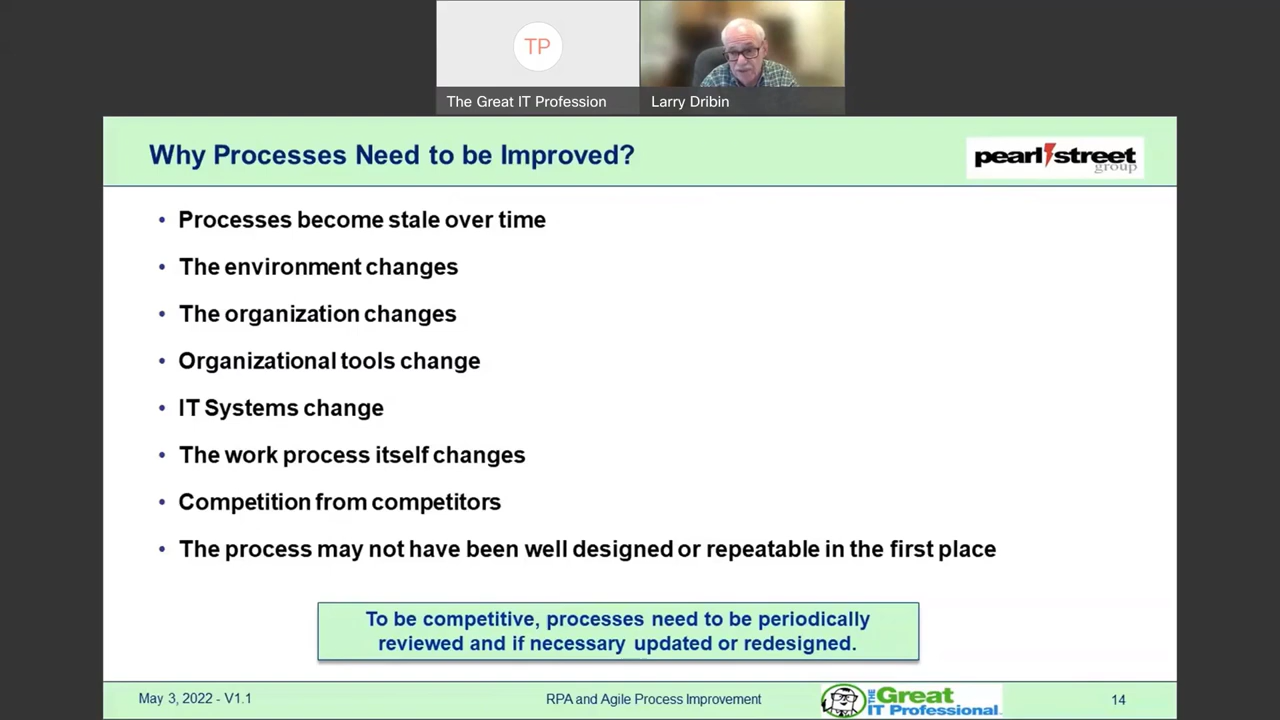 TP
The Great IT Profession
Larry Dribin
Why Processes Need to be Improved?
pearl street
group
• Processes become stale over time
• The environment changes
• The organization changes
• Organizational tools change
• IT Systems change
• The work process itself changes
• Competition from competitors
• The process may not have been well designed or repeatable in the first place
To be competitive, processes need to be periodically
reviewed and if necessary updated or redesigned.
May 3, 2022 - V1.1
RPA and Agile Process Improvement
THE Great
IT Professional
14